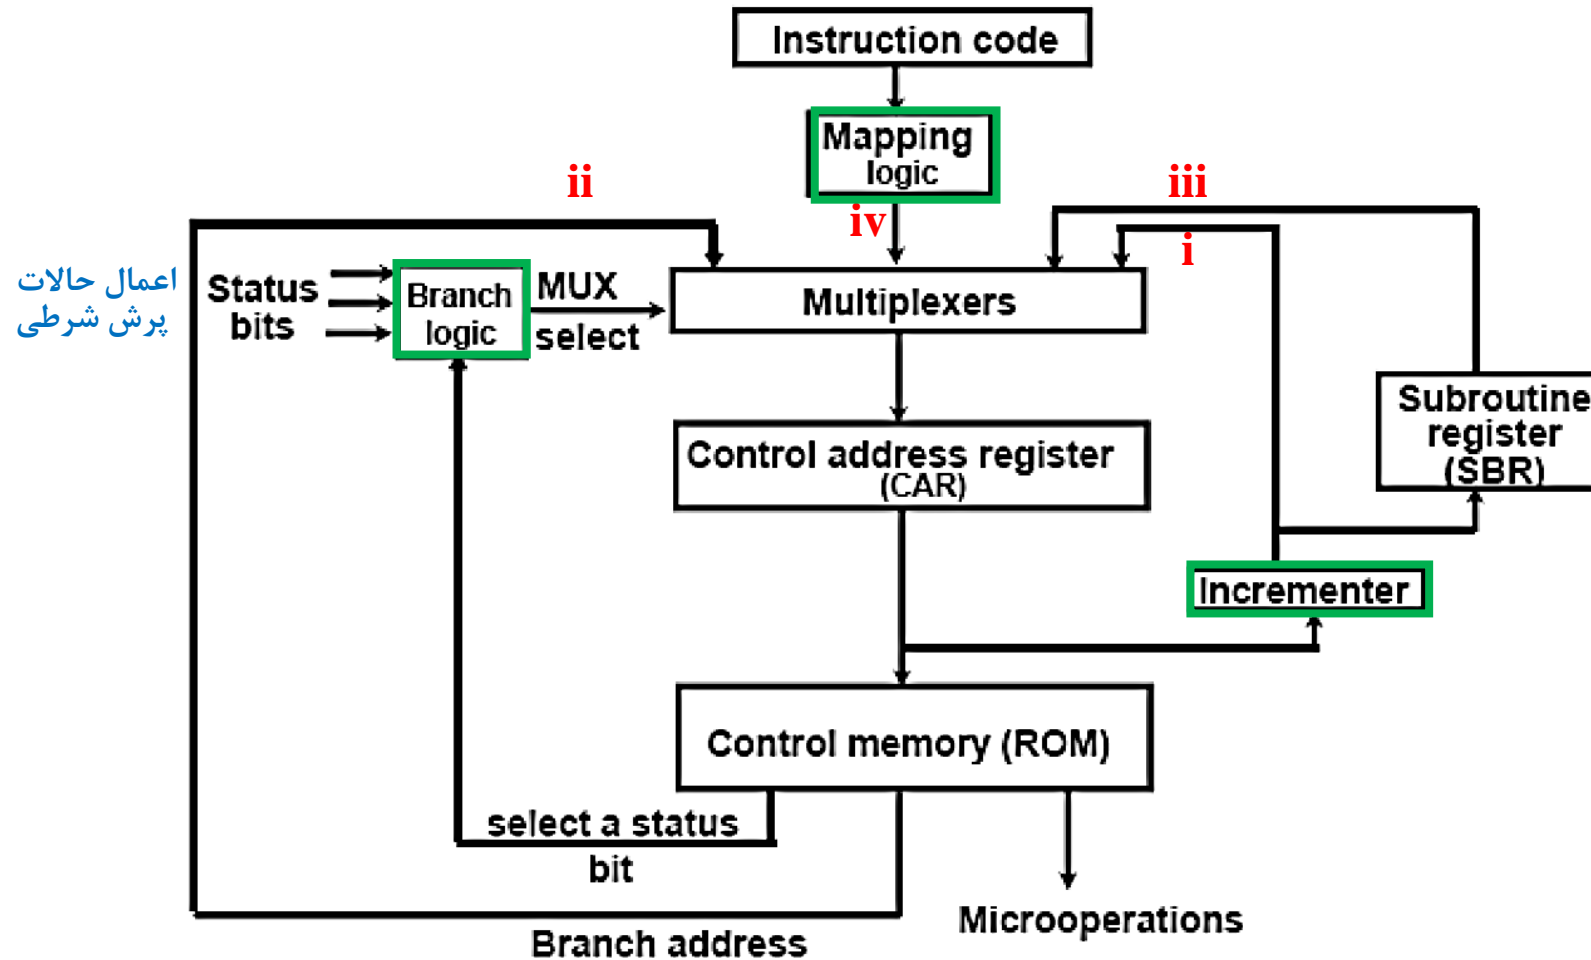 Instruction code
Mapping
logic
ii
iii
iv
i
اعمال حالات
پرش شرطی
Status
bits
Branch
logic
MUX
select
Multiplexers
Subroutine
register
(SBR)
Control address register
(CAR)
Incrementer
Control memory (ROM)
select a status
bit
Microoperations
Branch address